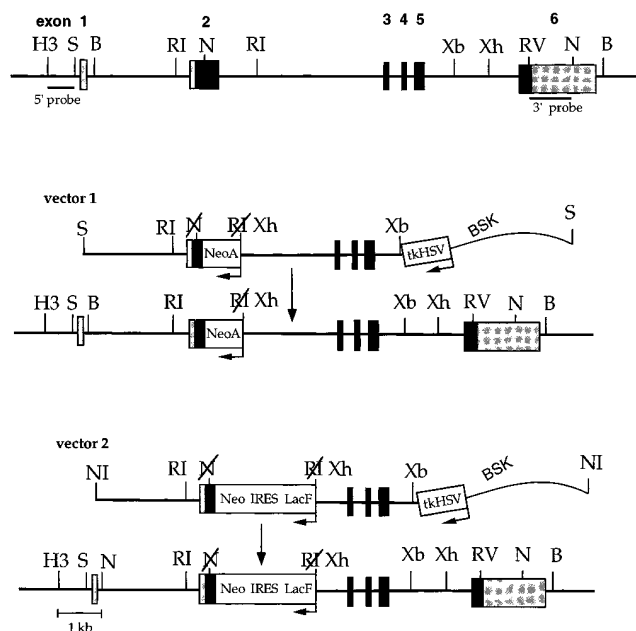 exon 1 2 3 4 5 6
H3 S B RI N RI Xb Xh RV N B
5' probe 3' probe
vector 1
S RI N RI Xh Xb BSK S
NeoA tkHSV
H3 S B RI RI Xh Xb Xh RV N B
NeoA
vector 2
NI RI N RI Xh Xb BSK NI
Neo IRES LacF tkHSV
H3 S N RI N RI Xh Xb Xh RV N B
Neo IRES LacF
1 kb